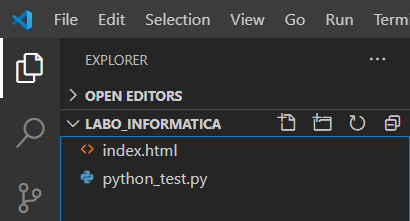 File Edit Selection View Go Run Term
EXPLORER
OPEN EDITORS
LABO_INFORMATICA
index.html
python_test.py